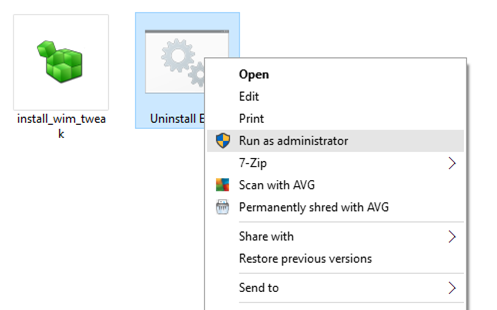 install_wim_twea
k
Uninstall E
Open
Edit
Print
Run as administrator
7-Zip
Scan with AVG
Permanently shred with AVG
Share with
Restore previous versions
Send to